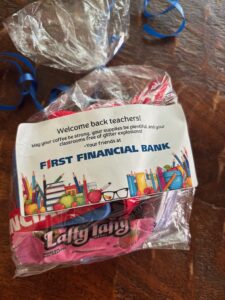 Welcome back teachers!
May your coffee be strong, your supplies be plentiful, and your
classrooms free of glitter explosions!
-Your friends at
FIRST FINANCIAL BANK
Laffy Taffy